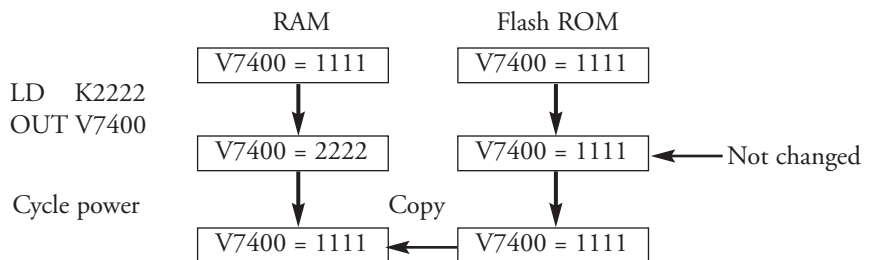 RAM Flash ROM
V7400 = 1111 V7400 = 1111
LD K2222
OUT V7400
V7400 = 2222 V7400 = 1111 Not changed
Cycle power Copy
V7400 = 1111 V7400 = 1111